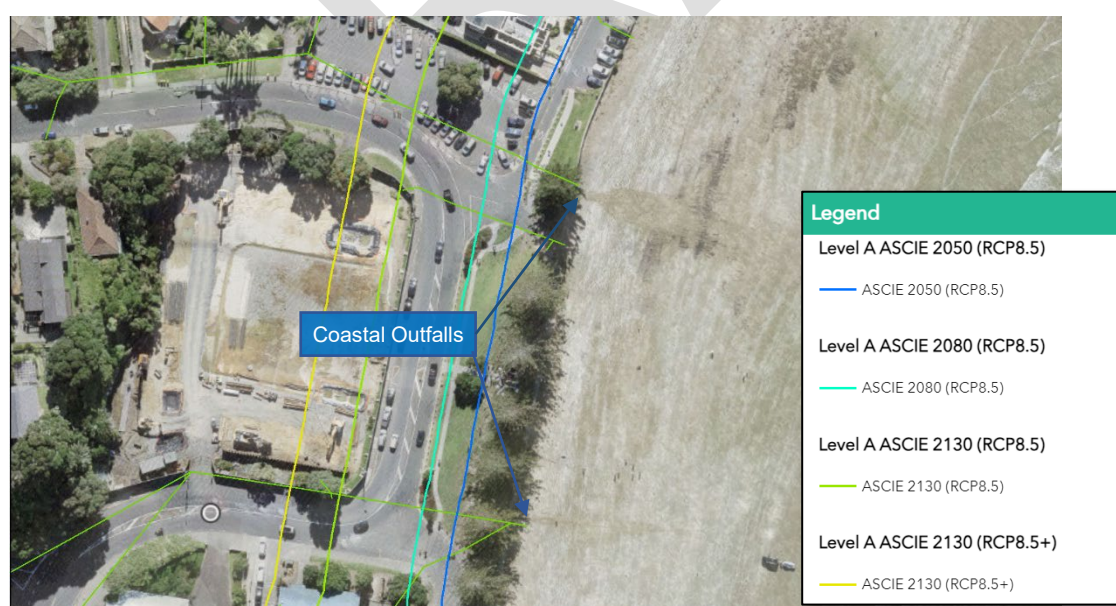 Coastal Outfalls
Legend
Level A ASCIE 2050 (RCP8.5)
ASCIE 2050 (RCP8.5)
Level A ASCIE 2080 (RCP8.5)
ASCIE 2080 (RCP8.5)
Level A ASCIE 2130 (RCP8.5)
ASCIE 2130 (RCP8.5)
Level A ASCIE 2130 (RCP8.5+)
ASCIE 2130 (RCP8.5+)